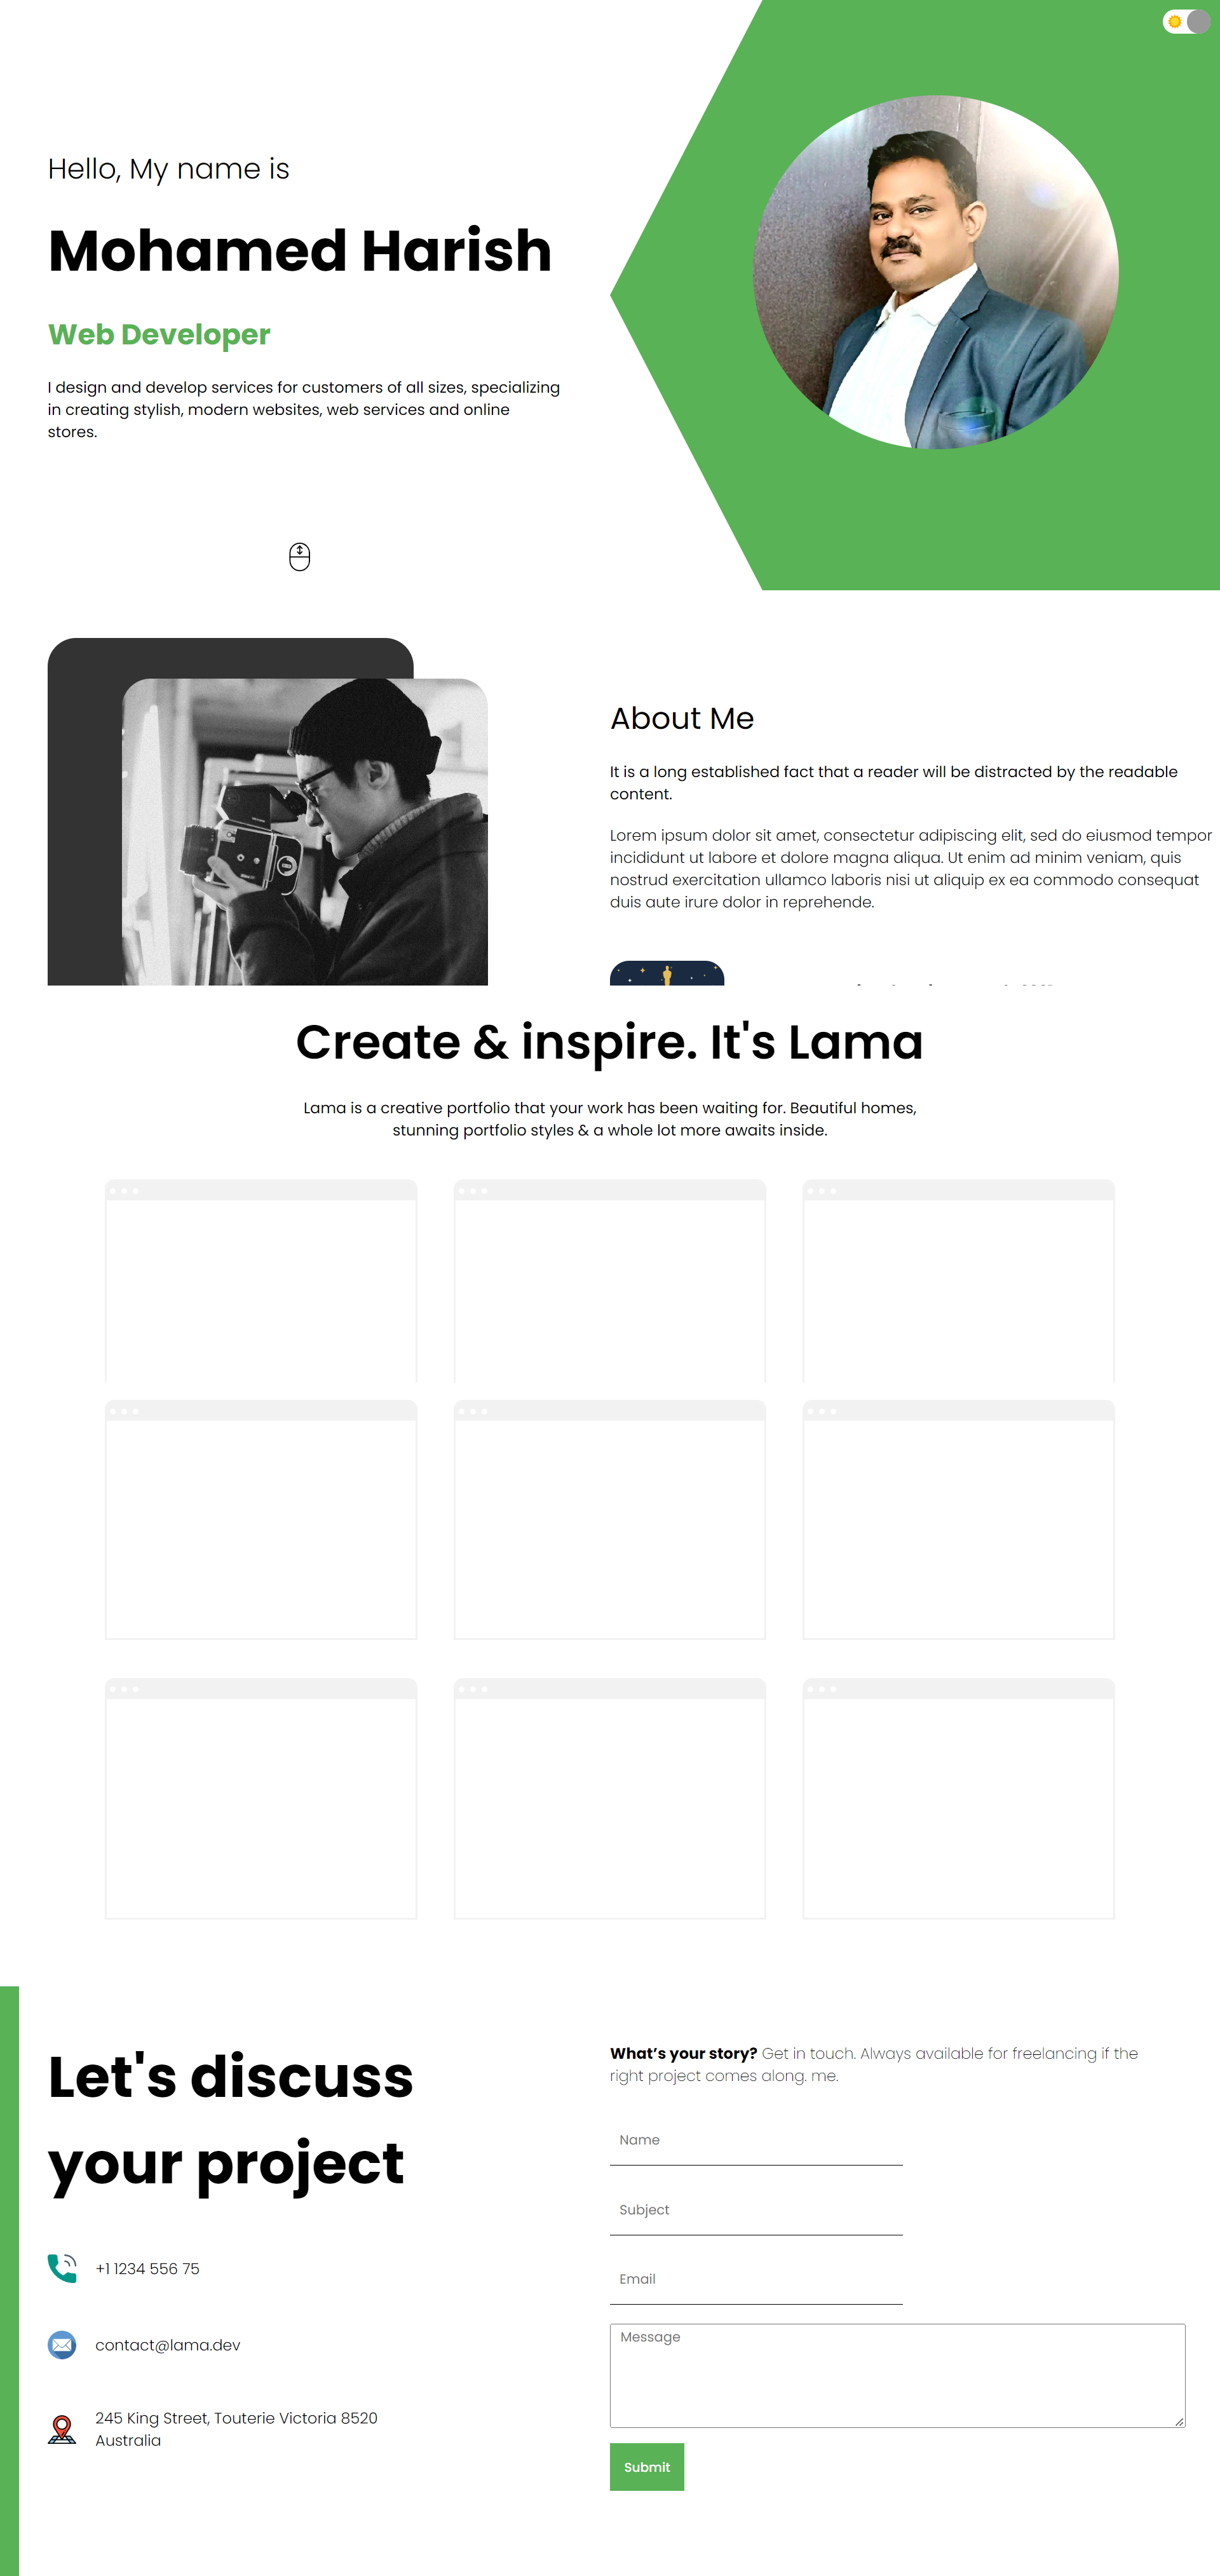 Hello, My name is
Mohamed Harish
Web Developer
I design and develop services for customers of all sizes, specializing
in creating stylish, modern websites, web services and online
stores.
About Me
It is a long established fact that a reader will be distracted by the readable
content.
Lorem ipsum dolor sit amet, consectetur adipiscing elit, sed do eiusmod tempor
incididunt ut labore et dolore magna aliqua. Ut enim ad minim veniam, quis
nostrud exercitation ullamco laboris nisi ut aliquip ex ea commodo consequat
duis aute irure dolor in reprehende.
Create & inspire. It's Lama
Lama is a creative portfolio that your work has been waiting for. Beautiful homes,
stunning portfolio styles & a whole lot more awaits inside.
Let's discuss
your project
+1 1234 556 75
contact@lama.dev
245 King Street, Touterie Victoria 8520
Australia
What’s your story? Get in touch. Always available for freelancing if the
right project comes along. me.
Name
Subject
Email
Message
Submit